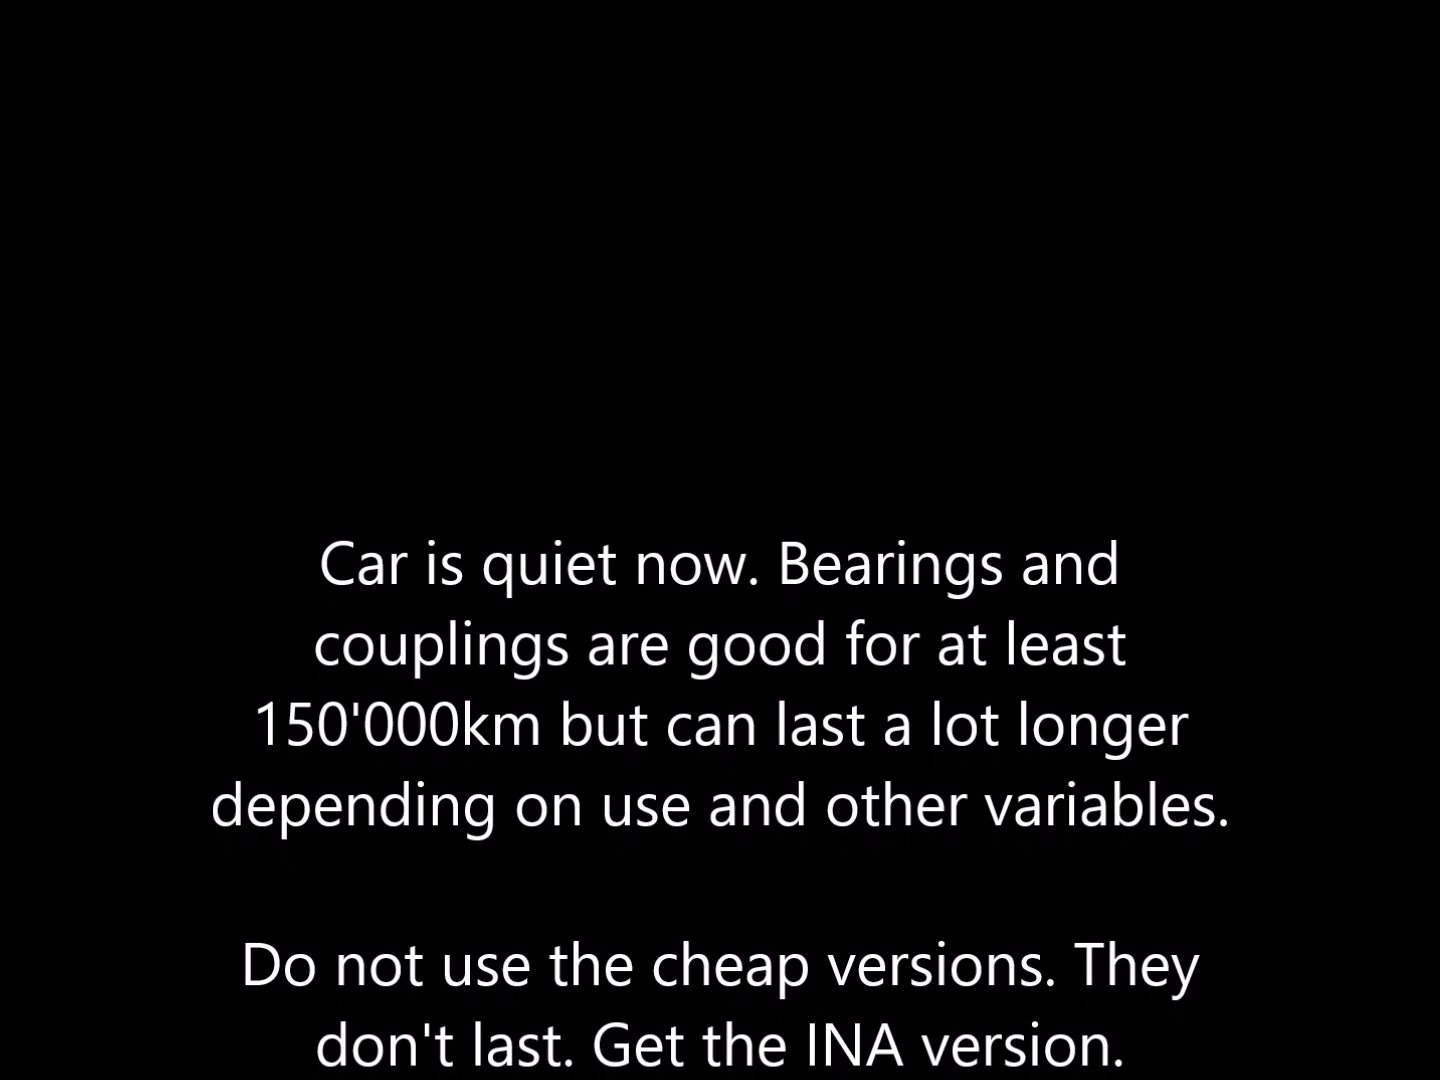 Car is quiet now. Bearings and
couplings are good for at least
150'000km but can last a lot longer
depending on use and other variables.
Do not use the cheap versions. They
don't last. Get the INA version.